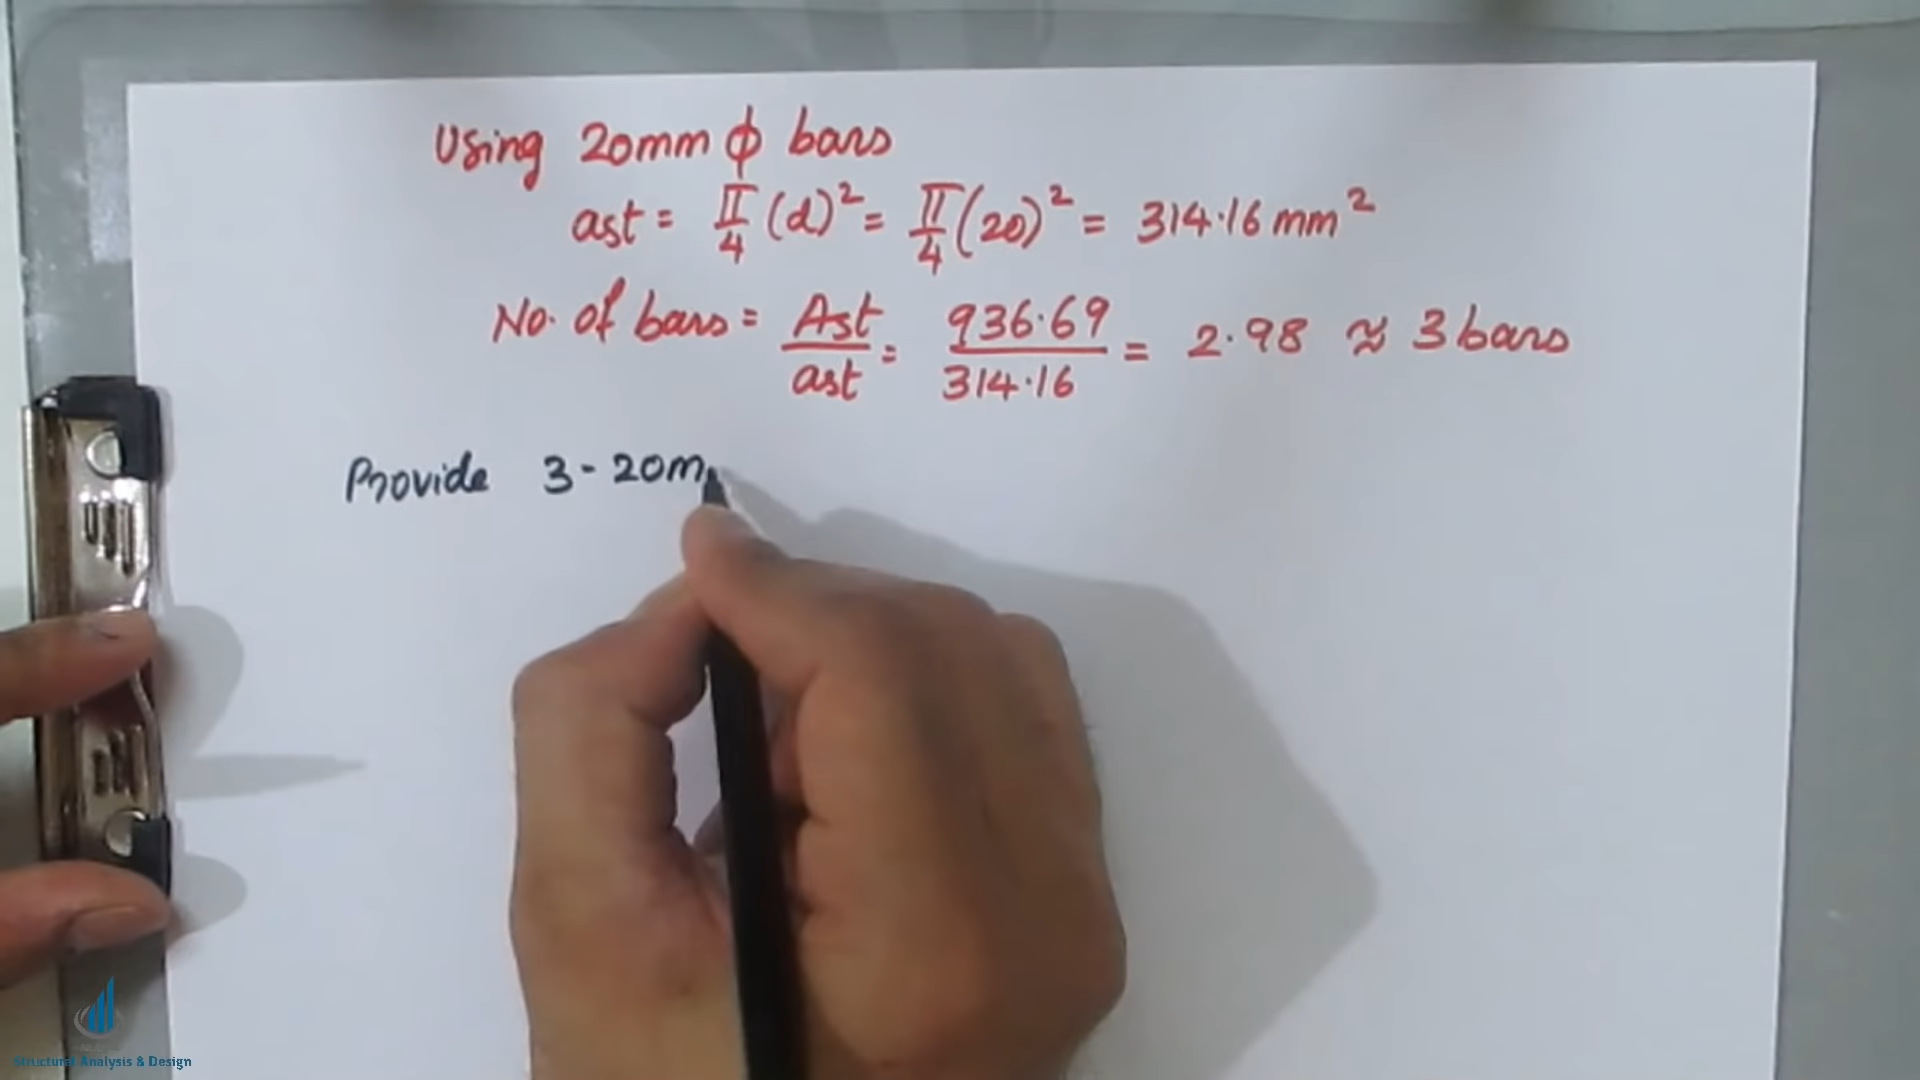 Using 20mm ϕ bars
ast = π/4 (d)² = π/4 (20)² = 314.16 mm²
No. of bars = Ast/ast = 936.69/314.16 = 2.98 ≈ 3 bars
Provide 3 - 20m
Structural Analysis & Design